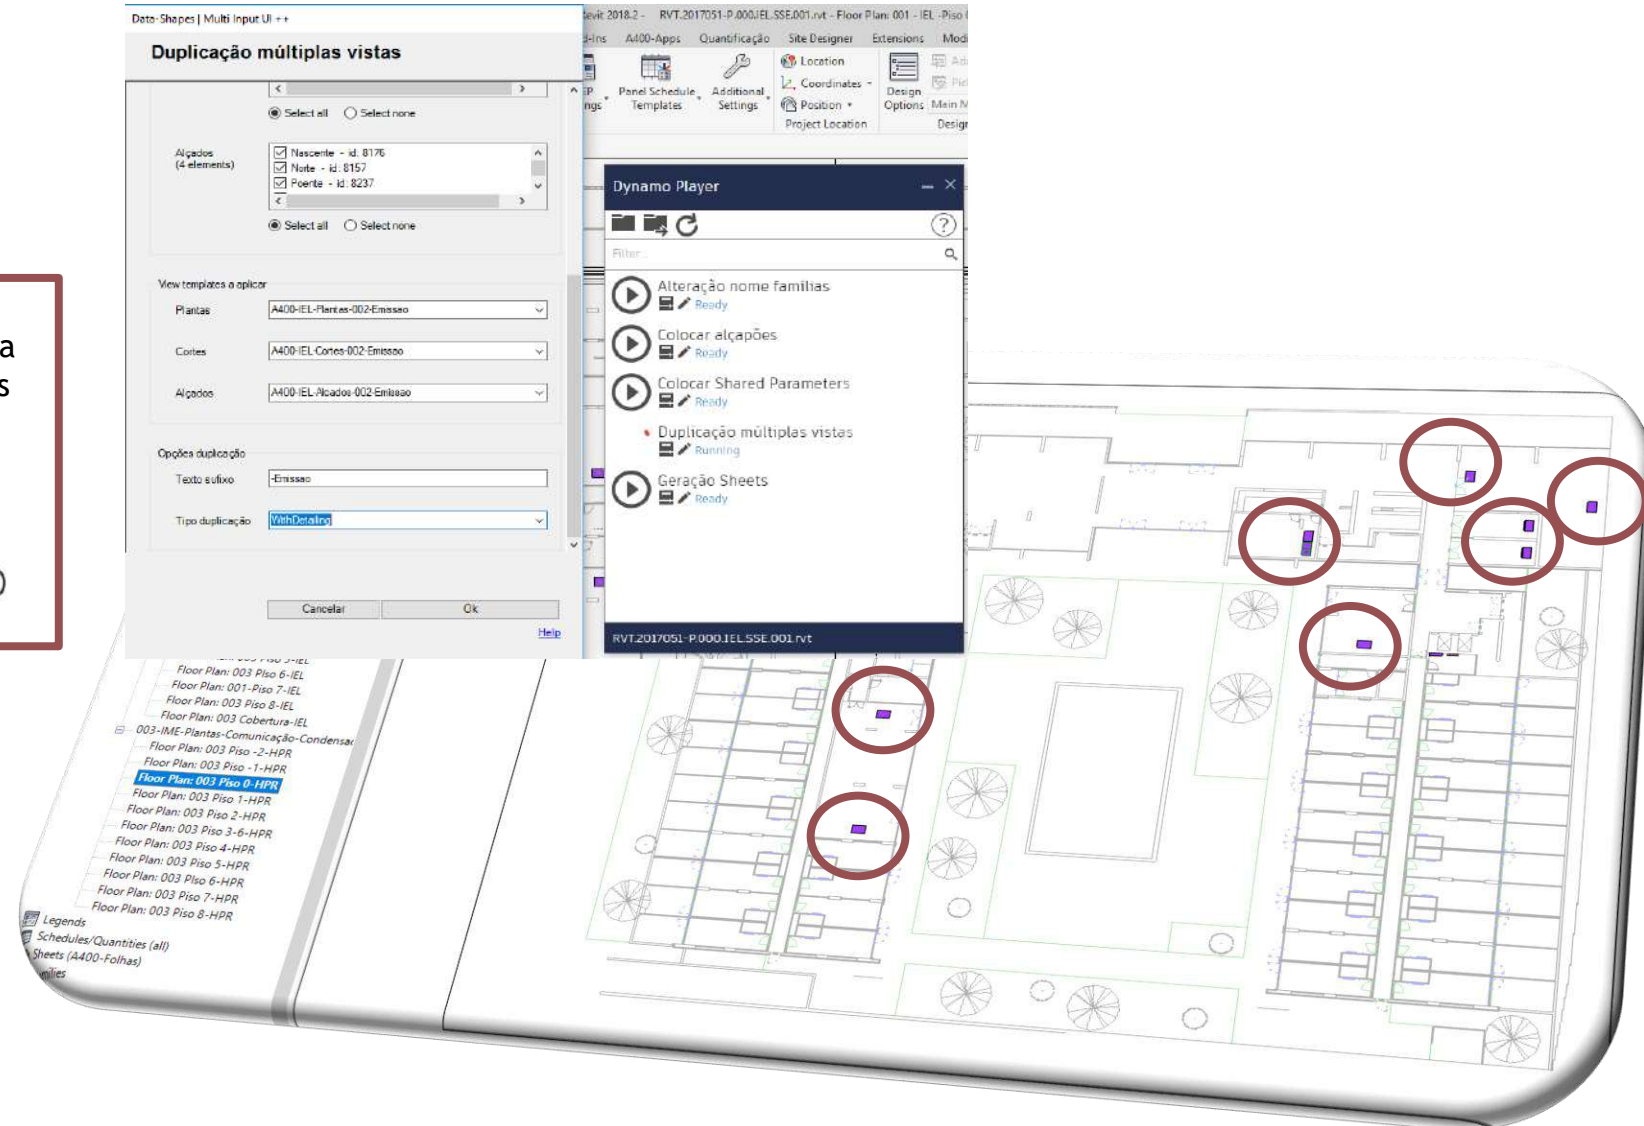 Data-Shapes | Multi Input UI ++
Duplicação múltiplas vistas
Select all Select none
Alçados
(4 elements)
Nascente - id: 8176
Norte - id: 8157
Poente - id: 8237
Select all Select none
View templates a aplicar
Plantas
A400-IEL-Plantas-002-Emissao
Cortes
A400-IEL-Cortes-002-Emissao
Alçados
A400-IEL-Alcados-002-Emissao
Opções duplicação
Texto sufixo
-Emissao
Tipo duplicação
WithDetailing
Cancelar
Ok
Help
Revit 2018.2 - RVT.2017051-P.000.IEL.SSE.001.rvt - Floor Plan: 001 - IEL -Piso
d-Ins A400-Apps Quantificação Site Designer Extensions Modi
Panel Schedule
Templates
Additional
Settings
Location
Coordinates
Position
Project Location
Design
Options
Main M
Design
Dynamo Player
Filter...
Alteração nome famílias
Ready
Colocar alçapões
Ready
Colocar Shared Parameters
Ready
Duplicação múltiplas vistas
Running
Geração Sheets
Ready
RVT.2017051-P.000.IEL.SSE.001.rvt
a
s
Floor Plan: 003 Piso 6-IEL
Floor Plan: 001-Piso 7-IEL
Floor Plan: 003 Piso 8-IEL
Floor Plan: 003 Cobertura-IEL
003-IME-Plantas-Comunicação-Condensac
Floor Plan: 003 Piso -2-HPR
Floor Plan: 003 Piso -1-HPR
Floor Plan: 003 Piso 0-HPR
Floor Plan: 003 Piso 1-HPR
Floor Plan: 003 Piso 2-HPR
Floor Plan: 003 Piso 3-6-HPR
Floor Plan: 003 Piso 4-HPR
Floor Plan: 003 Piso 5-HPR
Floor Plan: 003 Piso 6-HPR
Floor Plan: 003 Piso 7-HPR
Floor Plan: 003 Piso 8-HPR
Legends
Schedules/Quantities (all)
Sheets (A400-Folhas)